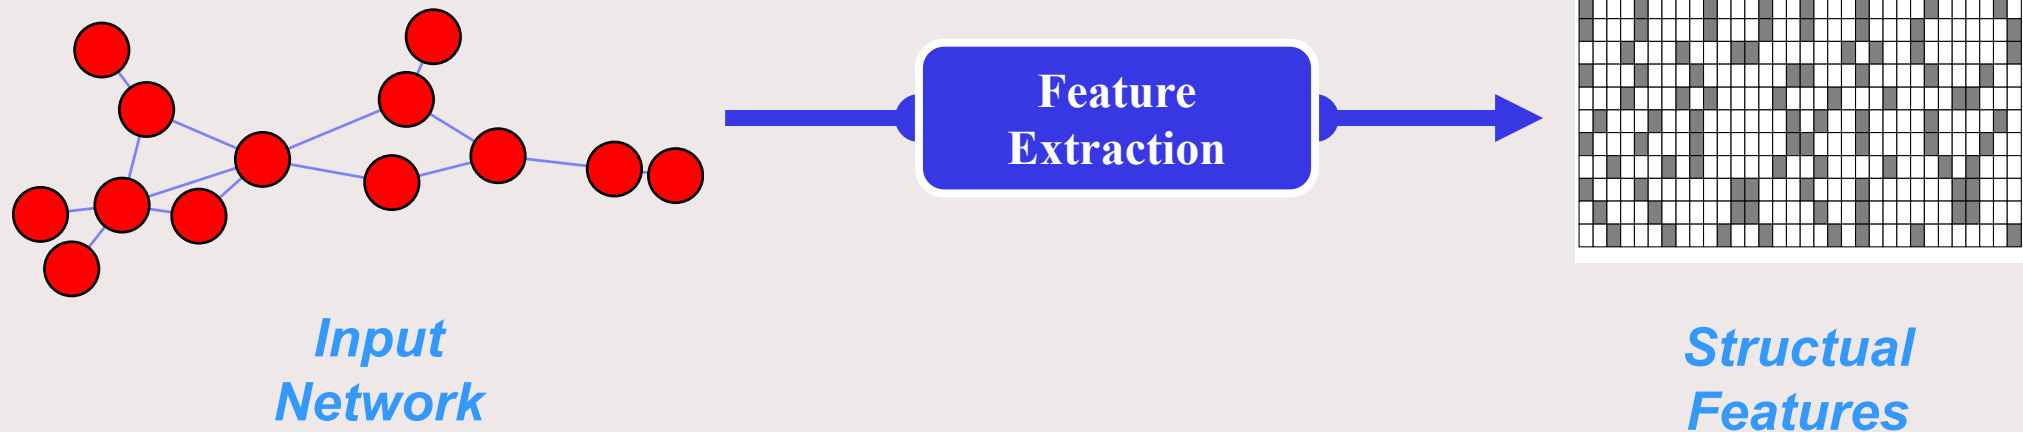 Feature
Extraction
Input
Network
Structual
Features